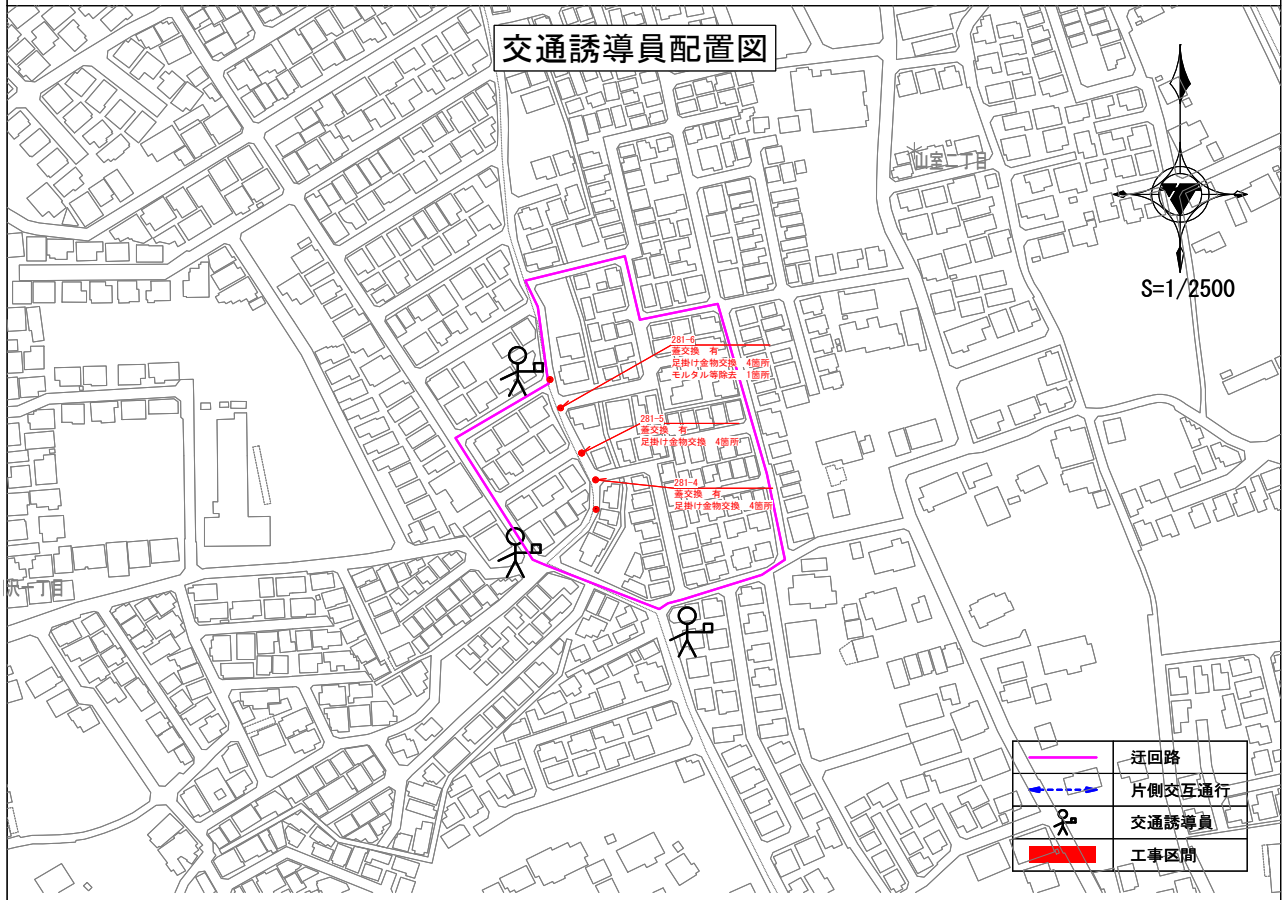 交通誘導員配置図
山室二丁目
S=1/2500
281-6
蓋交換 有
足掛け金物交換 4箇所
モルタル等除去 1箇所
281-5
蓋交換 有
足掛け金物交換 4箇所
281-4
蓋交換 有
足掛け金物交換 4箇所
一丁目
迂回路
片側交互通行
交通誘導員
工事区間